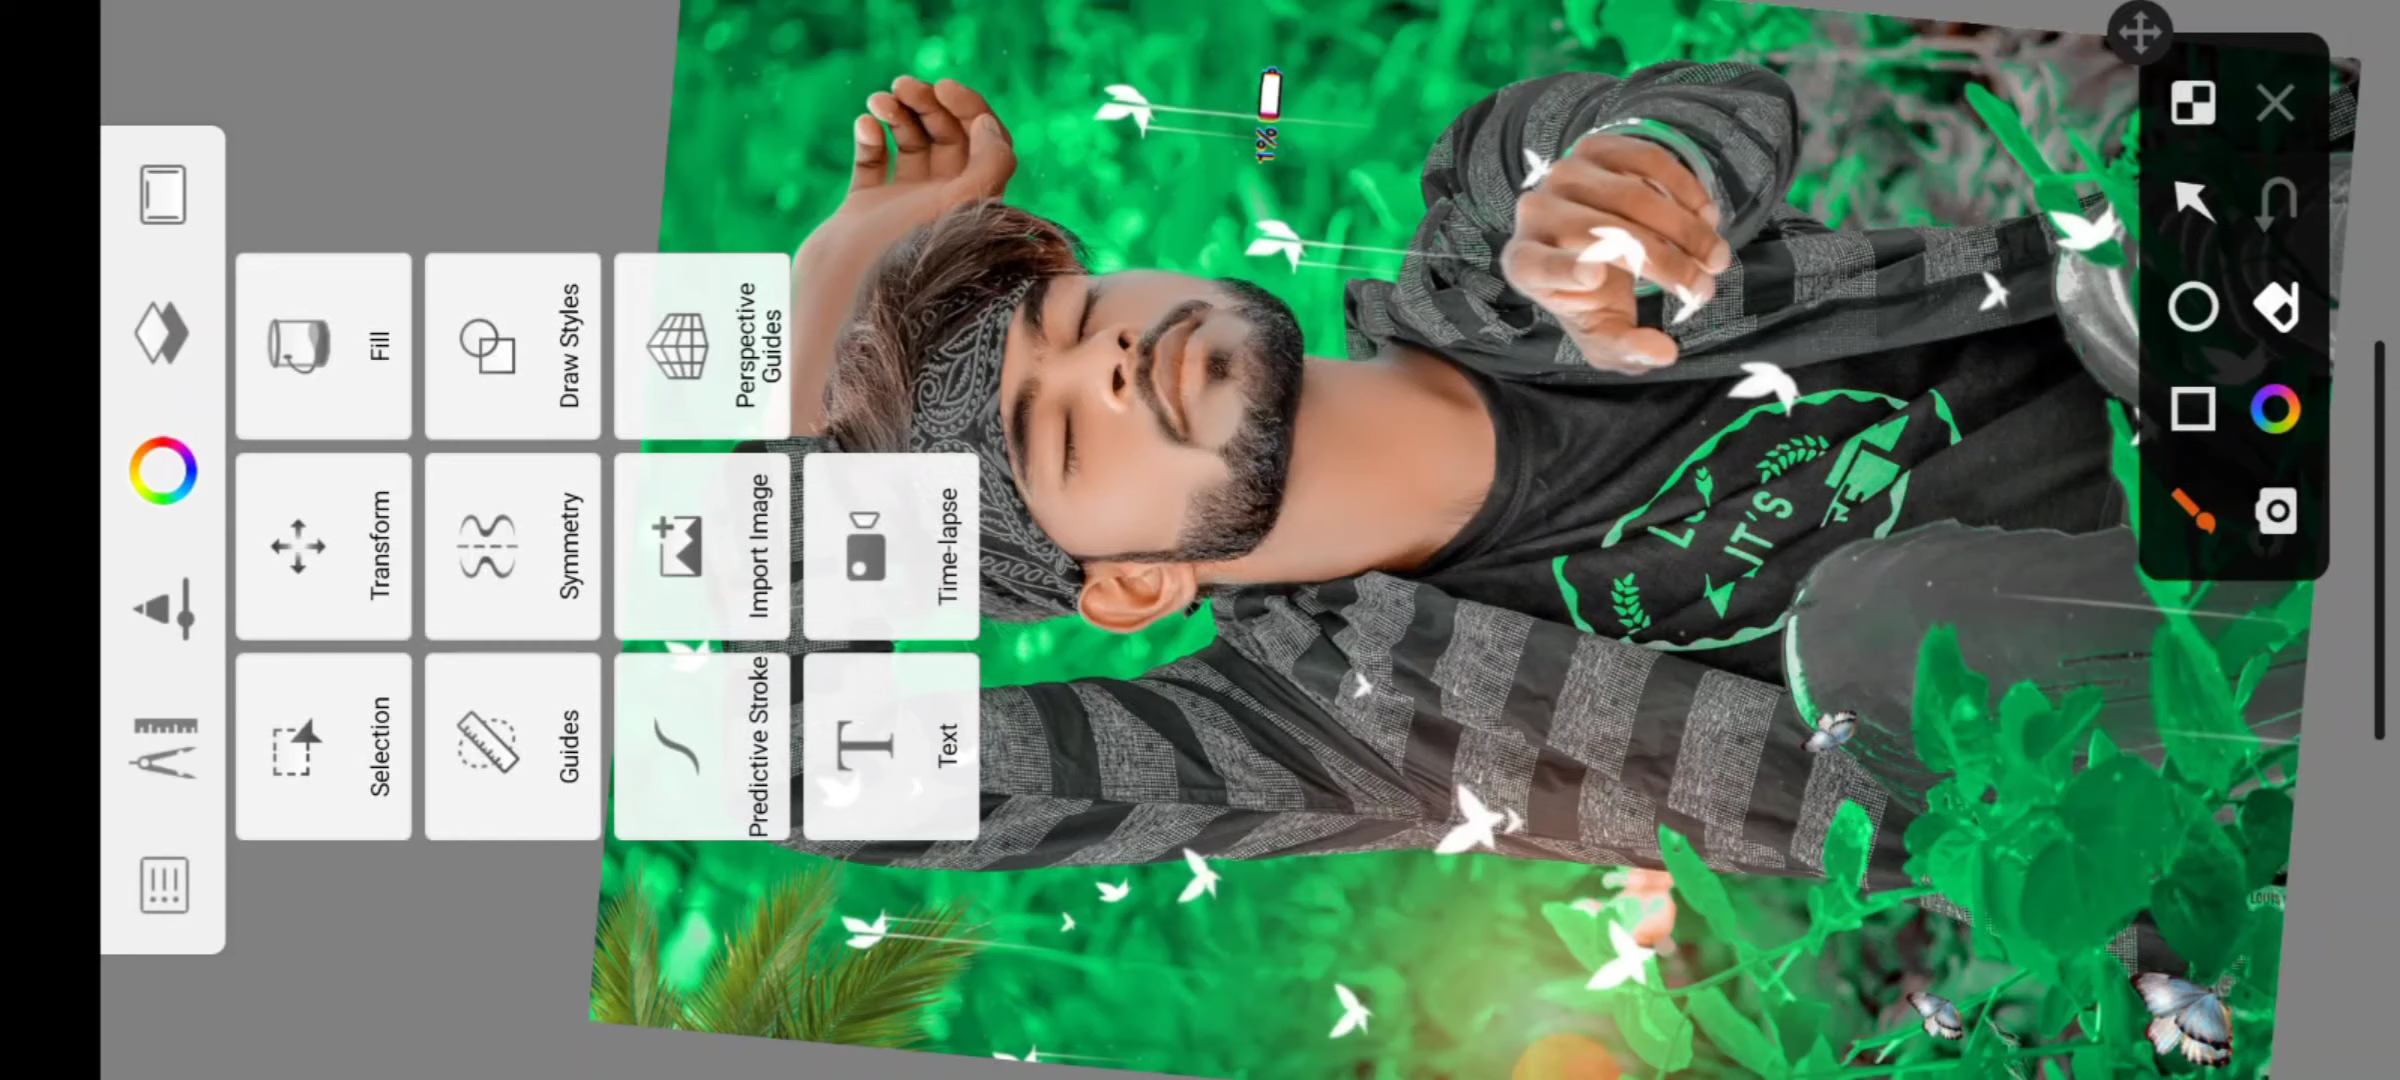 Selection
Transform
Fill
Guides
Symmetry
Draw Styles
Predictive Stroke
Import Image
Perspective
Guides
Text
Time-lapse
1%
IT'S